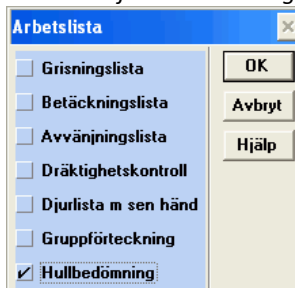 Arbetslista
Grisningslista
Betäckningslista
Avvänjningslista
Dräktighetskontroll
Djurlista m sen händ
Gruppförteckning
Hullbedömning
OK
Avbryt
Hjälp